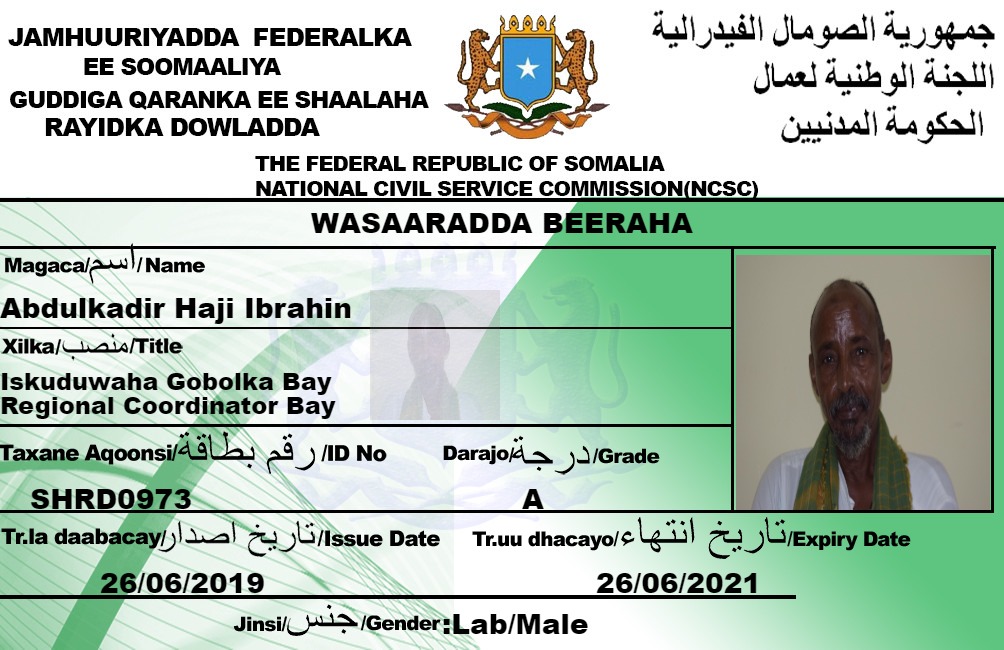 JAMHUURIYADDA FEDERALKA
EE SOOMAALIYA
GUDDIGA QARANKA EE SHAALAHA
RAYIDKA DOWLADDA
جمهورية الصومال الفيدرالية
اللجنة الوطنية لعمال
الحكومة المدنيين
THE FEDERAL REPUBLIC OF SOMALIA
NATIONAL CIVIL SERVICE COMMISSION(NCSC)
WASAARADDA BEERAHA
Magaca/اسم/Name
Abdulkadir Haji Ibrahin
Xilka/منصب/Title
Iskuduwaha Gobolka Bay
Regional Coordinator Bay
Taxane Aqoonsi/رقم بطاقة/ID No
Darajo/درجة/Grade
SHRD0973
A
Tr.la daabacay/تاريخ اصدار/Issue Date
Tr.uu dhacayo/تاريخ انتهاء/Expiry Date
26/06/2019
26/06/2021
Jinsi/جنس/Gender:Lab/Male